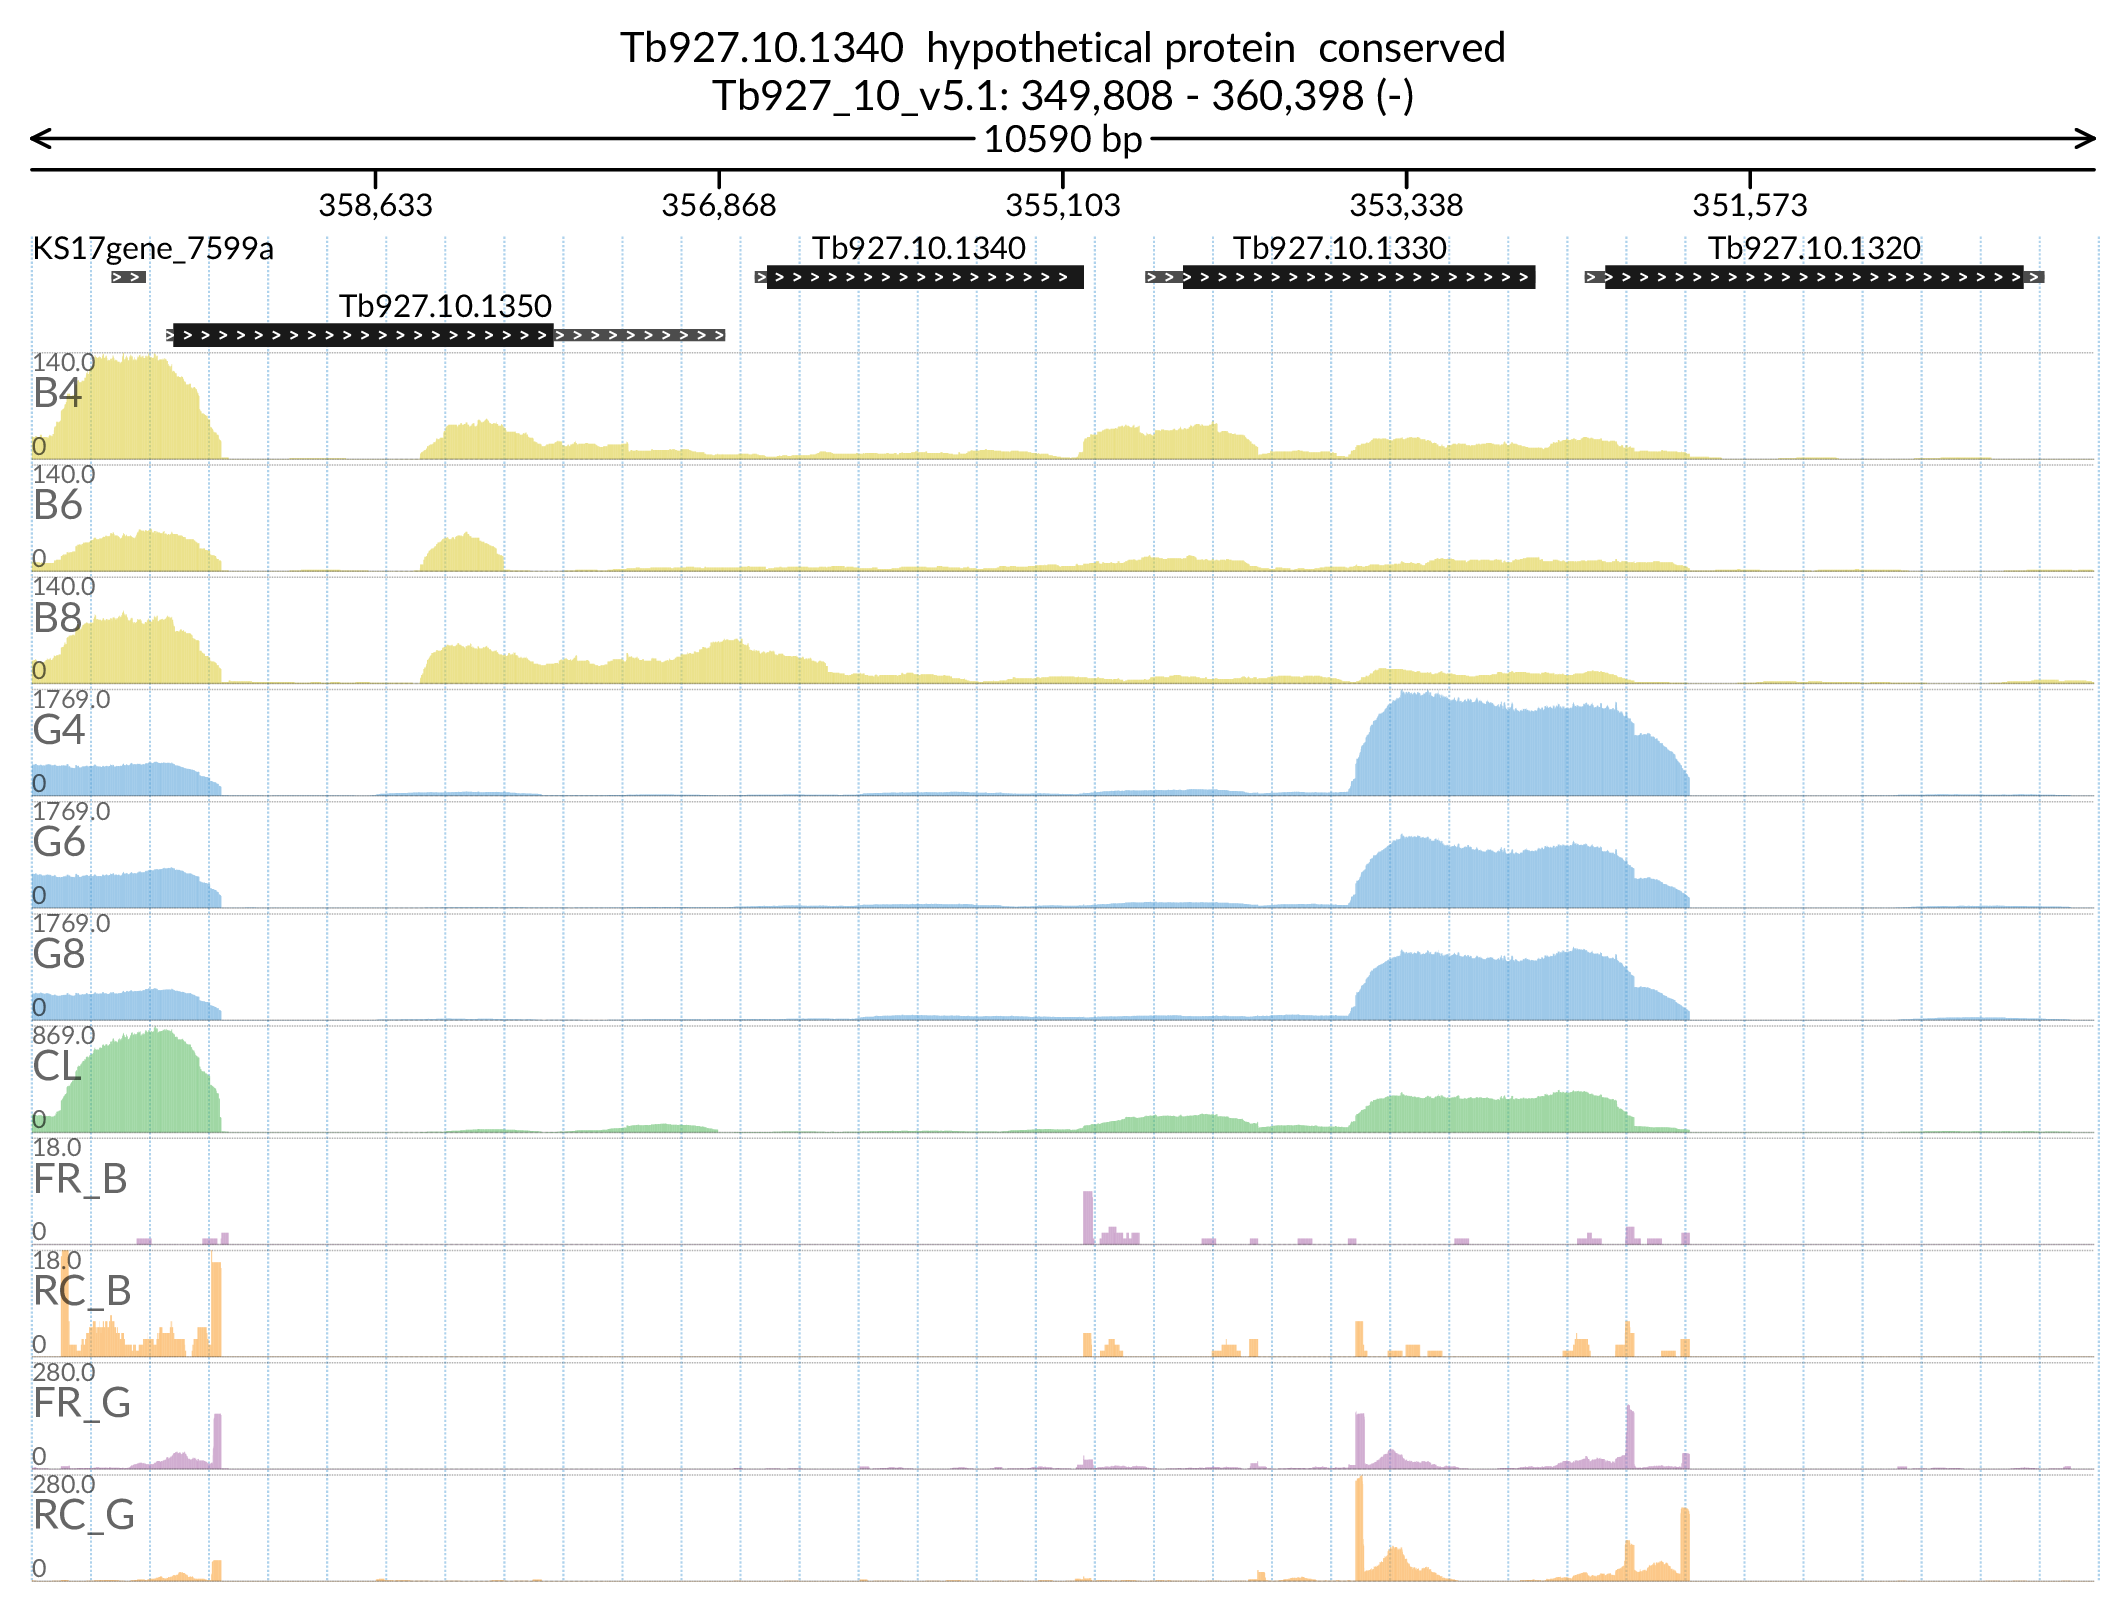 Tb927.10.1340  hypothetical protein  conserved
Tb927_10_v5.1: 349,808 - 360,398 (-)
10590 bp
358,633 356,868 355,103 353,338 351,573
KS17gene_7599a Tb927.10.1340 Tb927.10.1330 Tb927.10.1320
Tb927.10.1350
140.0
B4
0
140.0
B6
0
140.0
B8
0
1769.0
G4
0
1769.0
G6
0
1769.0
G8
0
869.0
CL
0
18.0
FR_B
0
18.0
RC_B
0
280.0
FR_G
0
280.0
RC_G
0